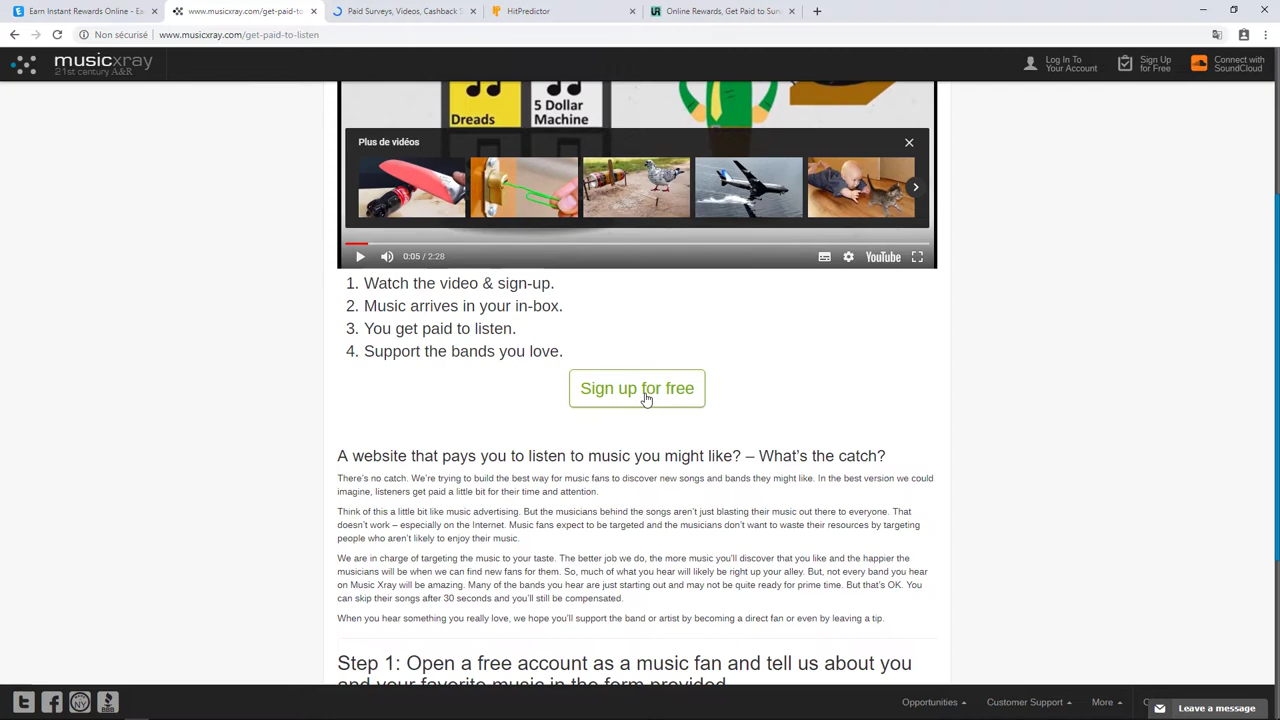 Earn Instant Rewards Online - Ea
www.musicxray.com/get-paid-to-
Paid Surveys, Videos, Cashback S
HitPredictor
Online Rewards, Get Paid to Surv
Non sécurisé
www.musicxray.com/get-paid-to-listen
musicxray
21st century A&R
Log In To
Your Account
Sign Up
for Free
Connect with
SoundCloud
Dreads
5 Dollar
Machine
Plus de vidéos
0:05 / 2:28
YouTube
1. Watch the video & sign-up.
2. Music arrives in your in-box.
3. You get paid to listen.
4. Support the bands you love.
Sign up for free
A website that pays you to listen to music you might like? – What's the catch?
There's no catch. We're trying to build the best way for music fans to discover new songs and bands they might like. In the best version we could
imagine, listeners get paid a little bit for their time and attention.
Think of this a little bit like music advertising. But the musicians behind the songs aren't just blasting their music out there to everyone. That
doesn't work – especially on the Internet. Music fans expect to be targeted and the musicians don't want to waste their resources by targeting
people who aren't likely to enjoy their music.
We are in charge of targeting the music to your taste. The better job we do, the more music you'll discover that you like and the happier the
musicians will be when we can find new fans for them. So, much of what you hear will likely be right up your alley. But, not every band you hear
on Music Xray will be amazing. Many of the bands you hear are just starting out and may not be quite ready for prime time. But that's OK. You
can skip their songs after 30 seconds and you'll still be compensated.
When you hear something you really love, we hope you'll support the band or artist by becoming a direct fan or even by leaving a tip.
Step 1: Open a free account as a music fan and tell us about you
and your favorite music in the form provided
Opportunities
Customer Support
More
Leave a message